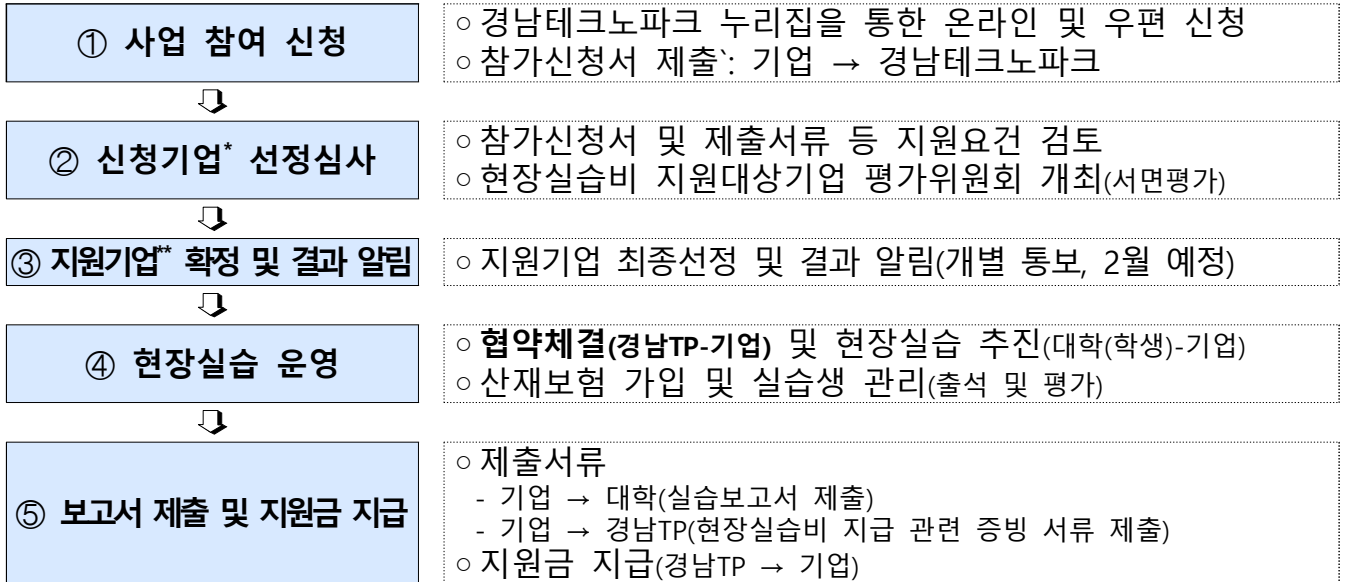 ① 사업 참여 신청
○ 경남테크노파크 누리집을 통한 온라인 및 우편 신청
○ 참가신청서 제출`: 기업 → 경남테크노파크
② 신청기업* 선정심사
○ 참가신청서 및 제출서류 등 지원요건 검토
○ 현장실습비 지원대상기업 평가위원회 개최(서면평가)
③ 지원기업** 확정 및 결과 알림
○ 지원기업 최종선정 및 결과 알림(개별 통보, 2월 예정)
④ 현장실습 운영
○ 협약체결(경남TP-기업) 및 현장실습 추진(대학(학생)-기업)
○ 산재보험 가입 및 실습생 관리(출석 및 평가)
⑤ 보고서 제출 및 지원금 지급
○ 제출서류
- 기업 → 대학(실습보고서 제출)
- 기업 → 경남TP(현장실습비 지급 관련 증빙 서류 제출)
○ 지원금 지급(경남TP → 기업)